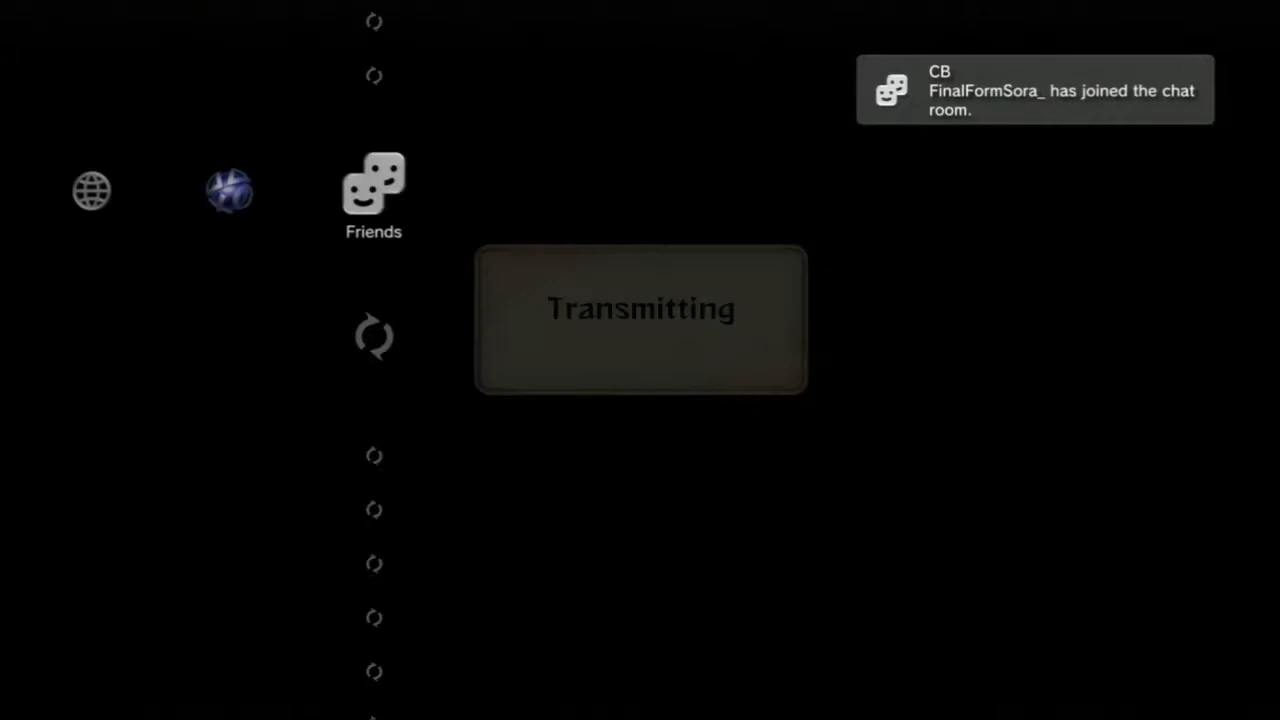 CB
FinalFormSora_ has joined the chat
room.
Friends
Transmitting